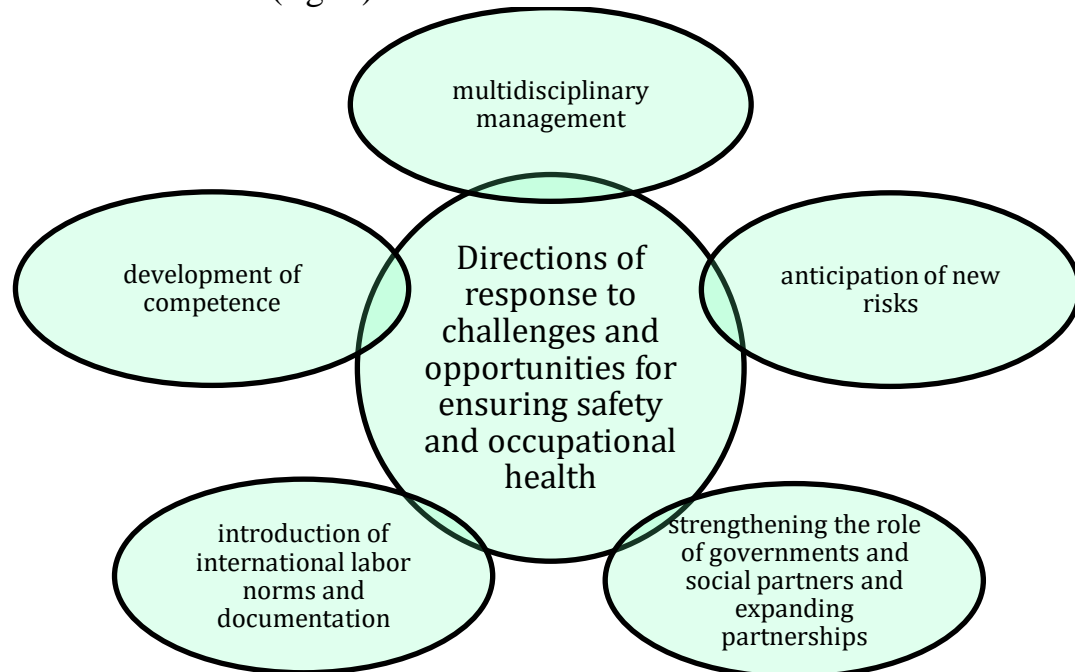 multidisciplinary
management
development of
competence
Directions of
response to
challenges and
opportunities for
ensuring safety
and occupational
health
anticipation of new
risks
introduction of
international labor
norms and
documentation
strengthening the role
of governments and
social partners and
expanding
partnerships